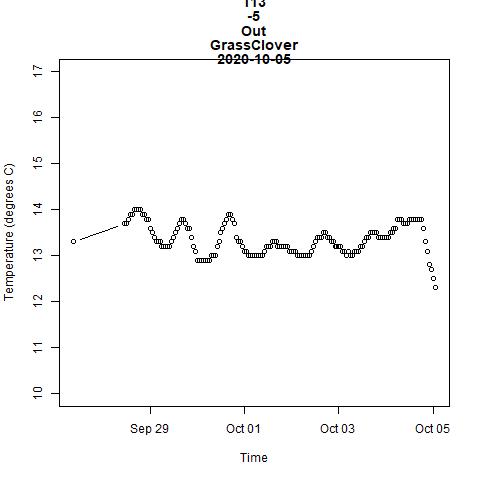 T13
-5
Out
GrassClover
2020-10-05
Temperature (degrees C)
17
16
15
14
13
12
11
10
Sep 29 Oct 01 Oct 03 Oct 05
Time